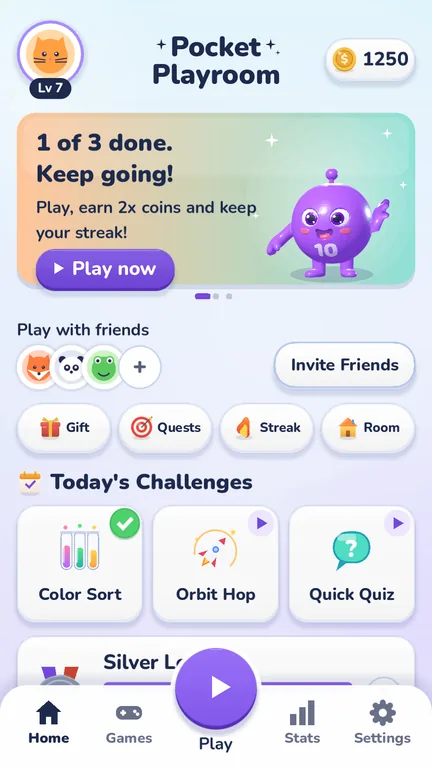 Pocket
Playroom
Lv 7
1250
1 of 3 done.
Keep going!
Play, earn 2x coins and keep
your streak!
Play now
10
Play with friends
+
Invite Friends
Gift
Quests
Streak
Room
Today's Challenges
Color Sort
Orbit Hop
?
Quick Quiz
Silver
Home
Games
Play
Stats
Settings